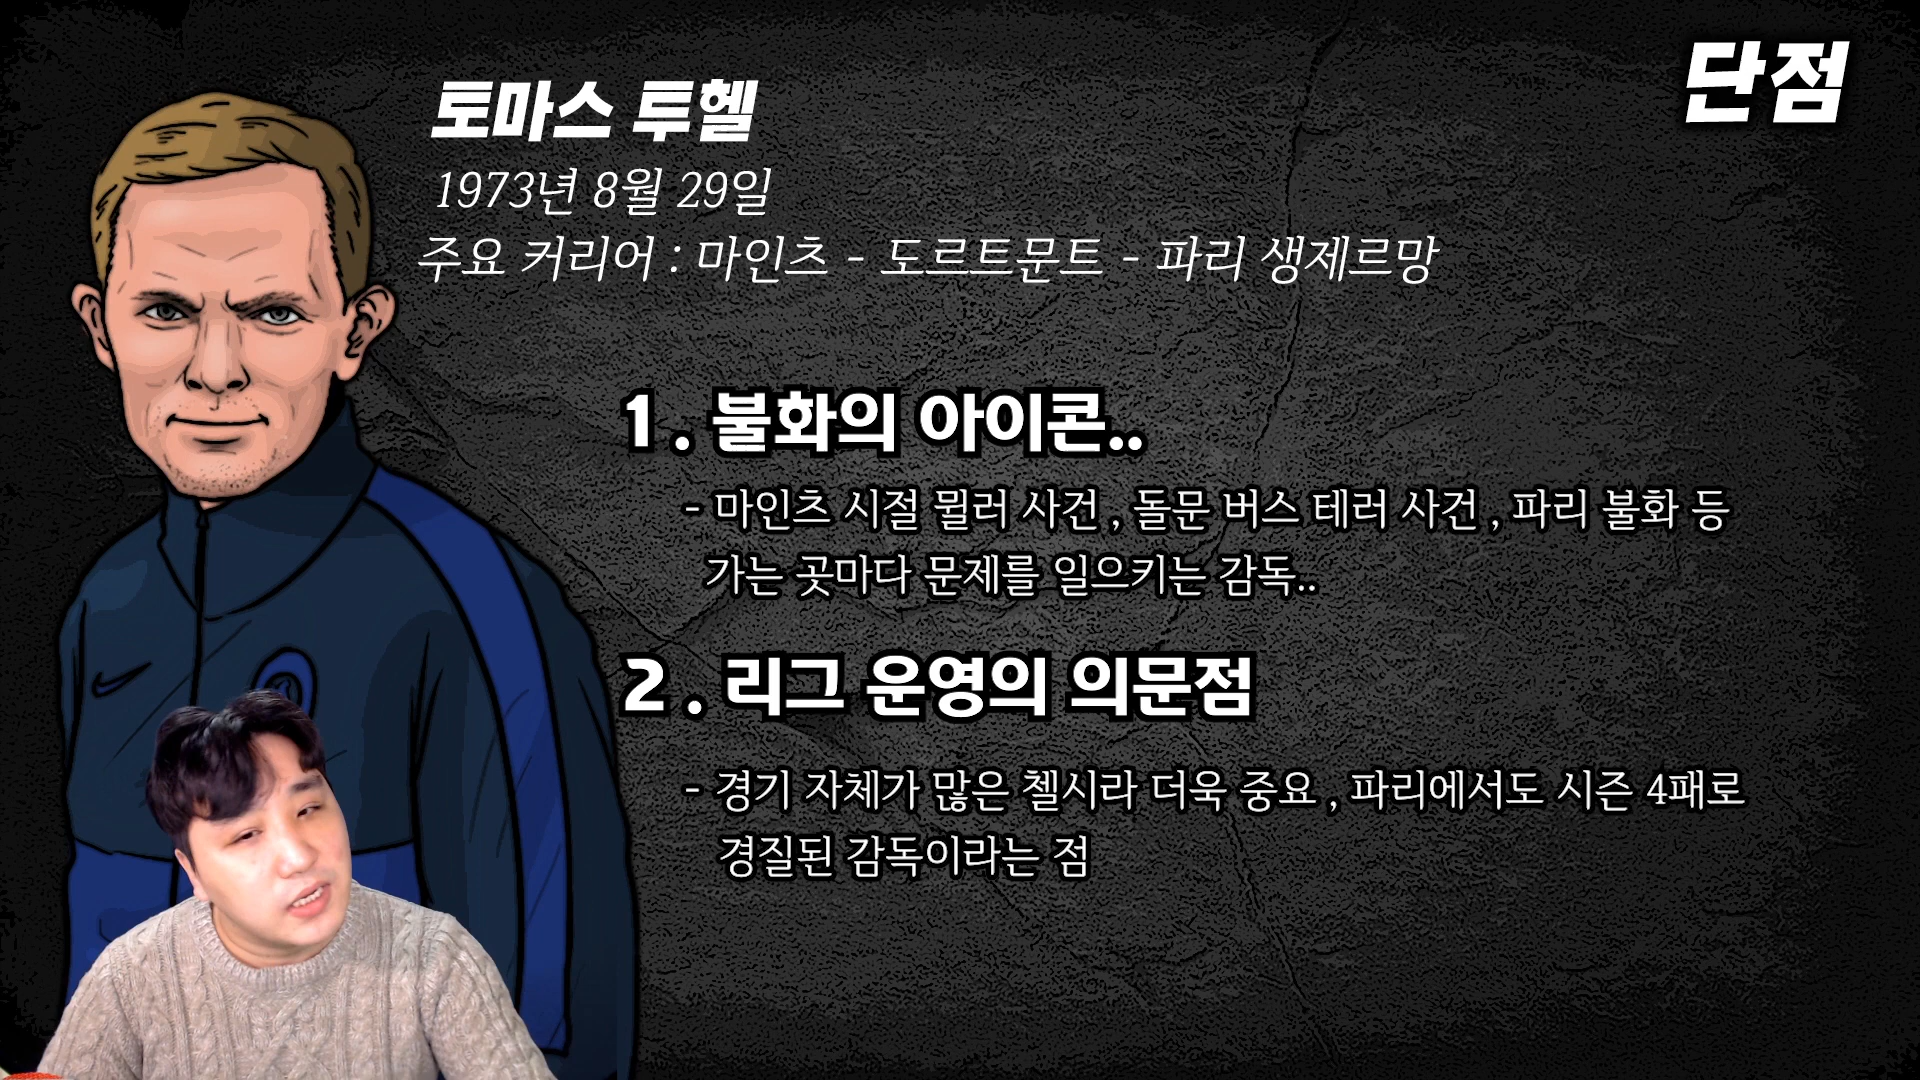 단점
토마스 투헬
1973년 8월 29일
주요 커리어 : 마인츠 - 도르트문트 - 파리 생제르망
1. 불화의 아이콘..
- 마인츠 시절 뮐러 사건 , 돌문 버스 테러 사건 , 파리 불화 등
가는 곳마다 문제를 일으키는 감독..
2. 리그 운영의 의문점
- 경기 자체가 많은 첼시라 더욱 중요 , 파리에서도 시즌 4패로
경질된 감독이라는 점